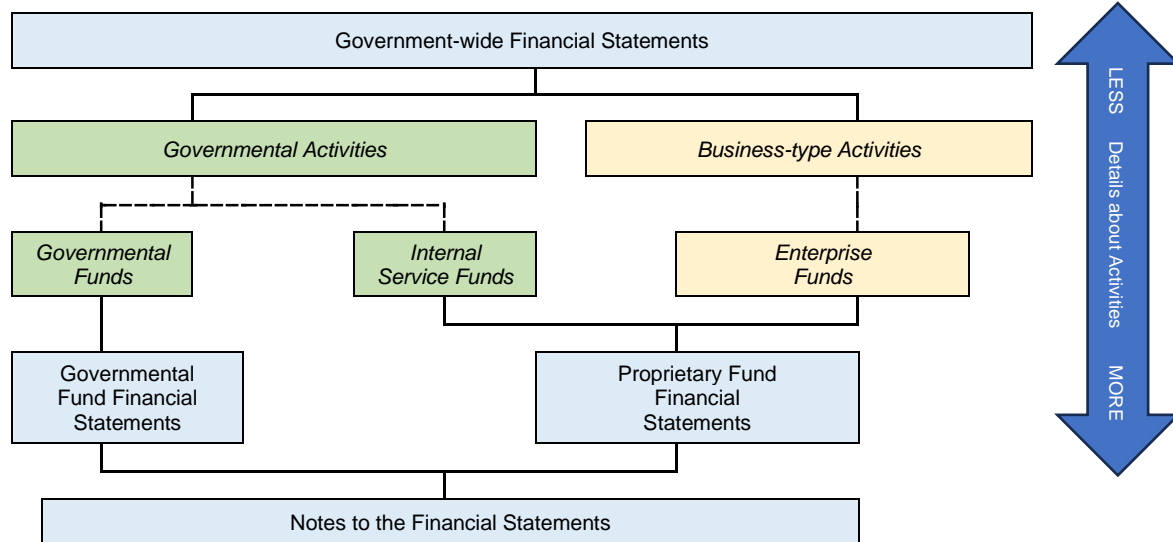 Government-wide Financial Statements
Governmental Activities
Business-type Activities
Governmental
Funds
Internal
Service Funds
Enterprise
Funds
Governmental
Fund Financial
Statements
Proprietary Fund
Financial
Statements
Notes to the Financial Statements
LESS Details about Activities MORE